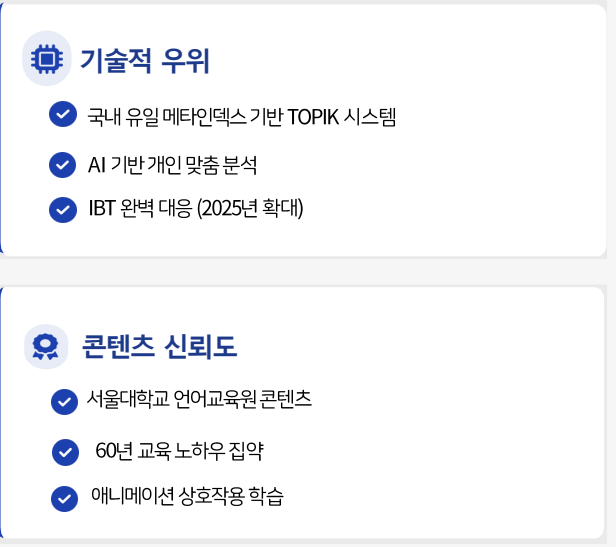 기술적 우위
국내 유일 메타인덱스 기반 TOPIK 시스템
AI 기반 개인 맞춤 분석
IBT 완벽 대응 (2025년 확대)
콘텐츠 신뢰도
서울대학교 언어교육원 콘텐츠
60년 교육 노하우 집약
애니메이션 상호작용 학습